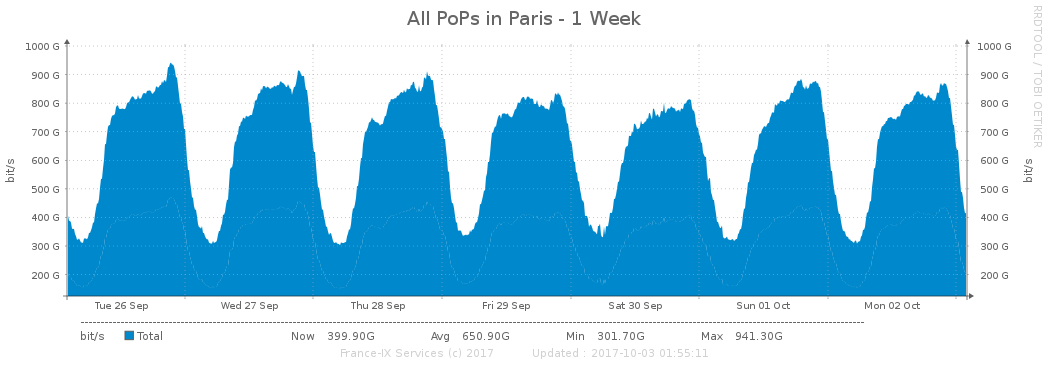 All PoPs in Paris - 1 Week
RRDTOOL / TOBI OETIKER
1000 G 1000 G
900 G 900 G
800 G 800 G
700 G 700 G
600 G 600 G
500 G 500 G
400 G 400 G
300 G 300 G
200 G 200 G
bit/s bit/s
Tue 26 Sep Wed 27 Sep Thu 28 Sep Fri 29 Sep Sat 30 Sep Sun 01 Oct Mon 02 Oct
bit/s Total Now 399.90G Avg 650.90G Min 301.70G Max 941.30G
France-IX Services (c) 2017 Updated : 2017-10-03 01:55:11